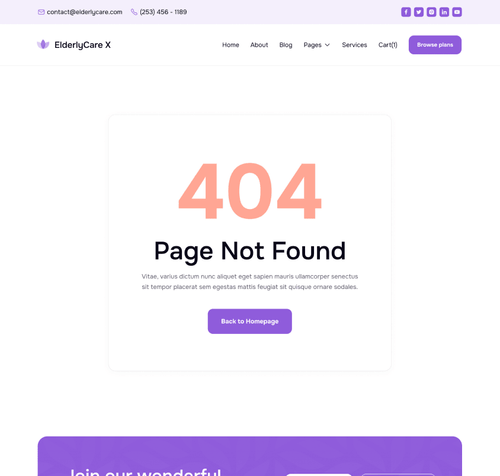 contact@elderlycare.com (253) 456 - 1189
ElderlyCare X Home About Blog Pages Services Cart(1) Browse plans
404
Page Not Found
Vitae, varius dictum nunc aliquet eget sapien mauris ullamcorper senectus
sit tempor placerat sem egestas mattis feugiat sit quisque ornare sodales.
Back to Homepage
Join our wonderful